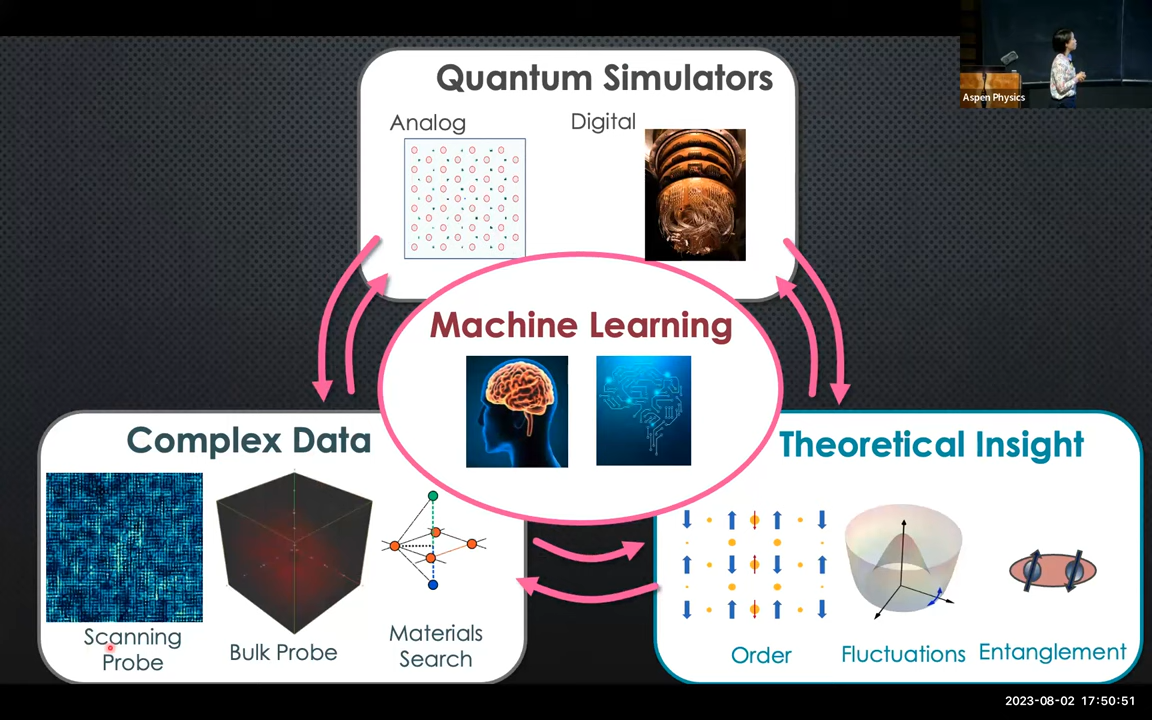 Quantum Simulators
Analog
Digital
Aspen Physics
Machine Learning
Complex Data
Theoretical Insight
Scanning
Probe
Bulk Probe
Materials
Search
Order
Fluctuations
Entanglement
2023-08-02 17:50:51